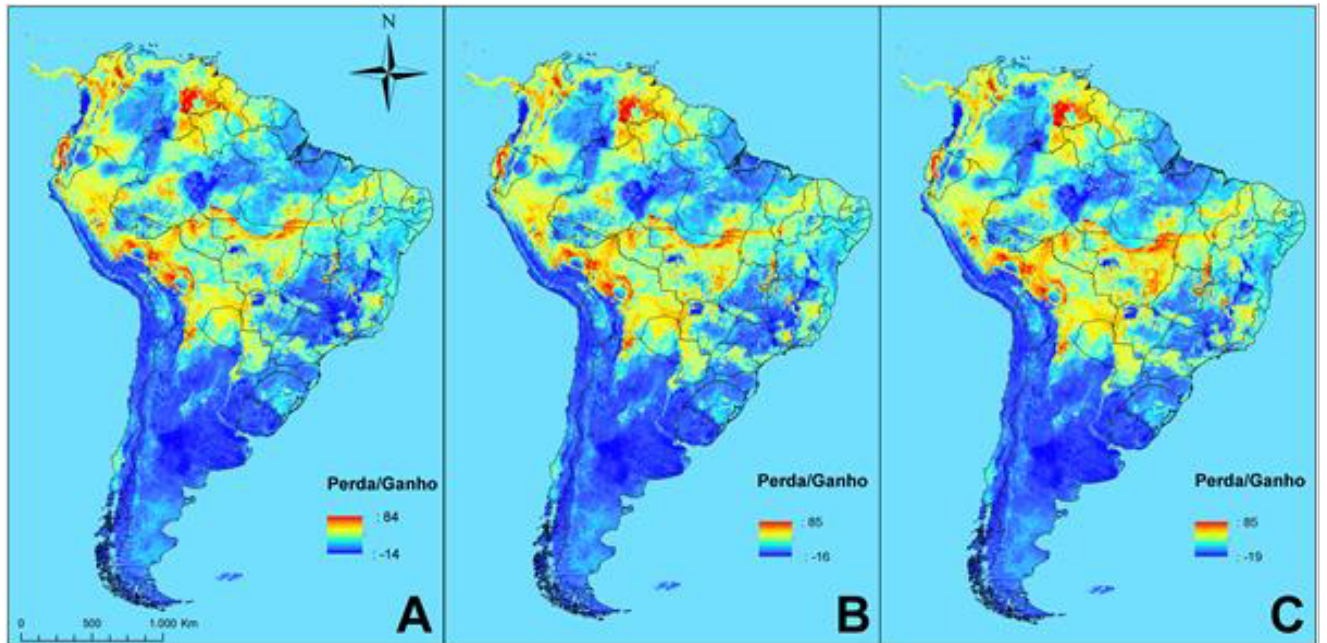 N
Perda/Ganho
: 84
: -14
0 500 1.000 Km
A
Perda/Ganho
: 85
: -16
B
Perda/Ganho
: 85
: -19
C